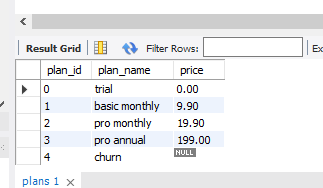 Result Grid Filter Rows: Ex
plan_id plan_name price
0 trial 0.00
1 basic monthly 9.90
2 pro monthly 19.90
3 pro annual 199.00
4 churn NULL
plans 1 ×